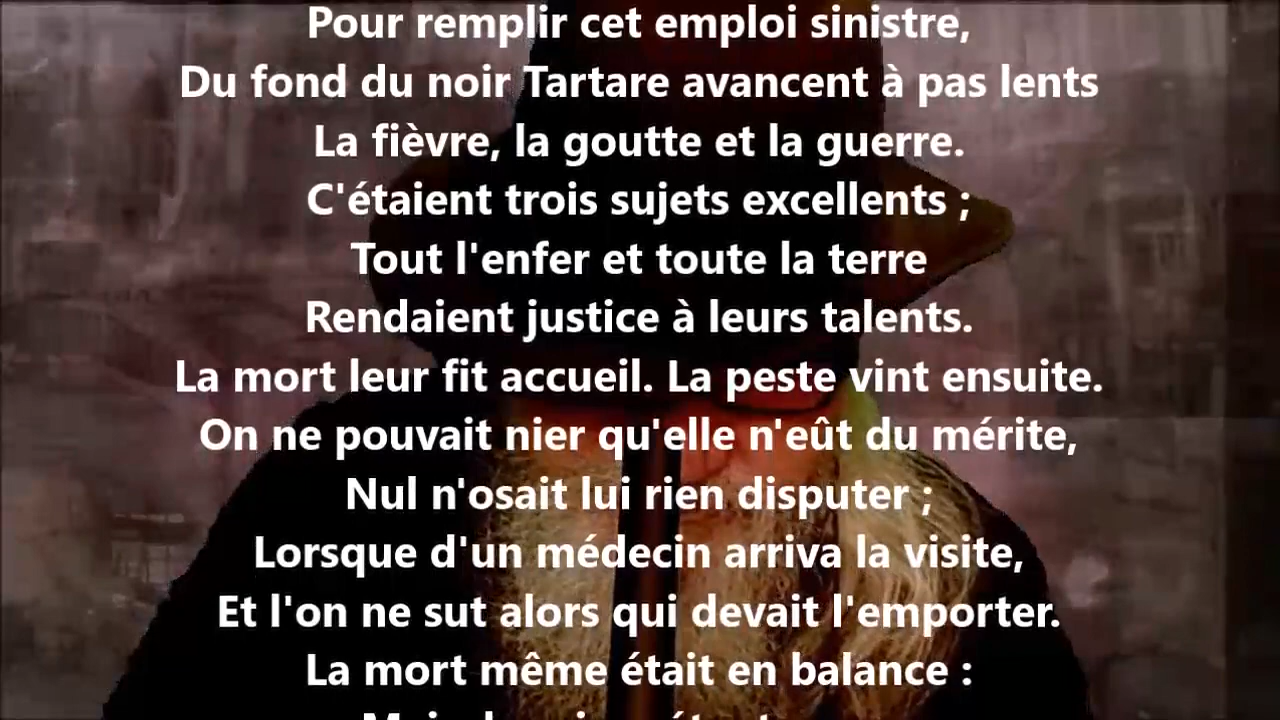 Pour remplir cet emploi sinistre,
Du fond du noir Tartare avancent à pas lents
La fièvre, la goutte et la guerre.
C'étaient trois sujets excellents ;
Tout l'enfer et toute la terre
Rendaient justice à leurs talents.
La mort leur fit accueil. La peste vint ensuite.
On ne pouvait nier qu'elle n'eût du mérite,
Nul n'osait lui rien disputer ;
Lorsque d'un médecin arriva la visite,
Et l'on ne sut alors qui devait l'emporter.
La mort même était en balance :